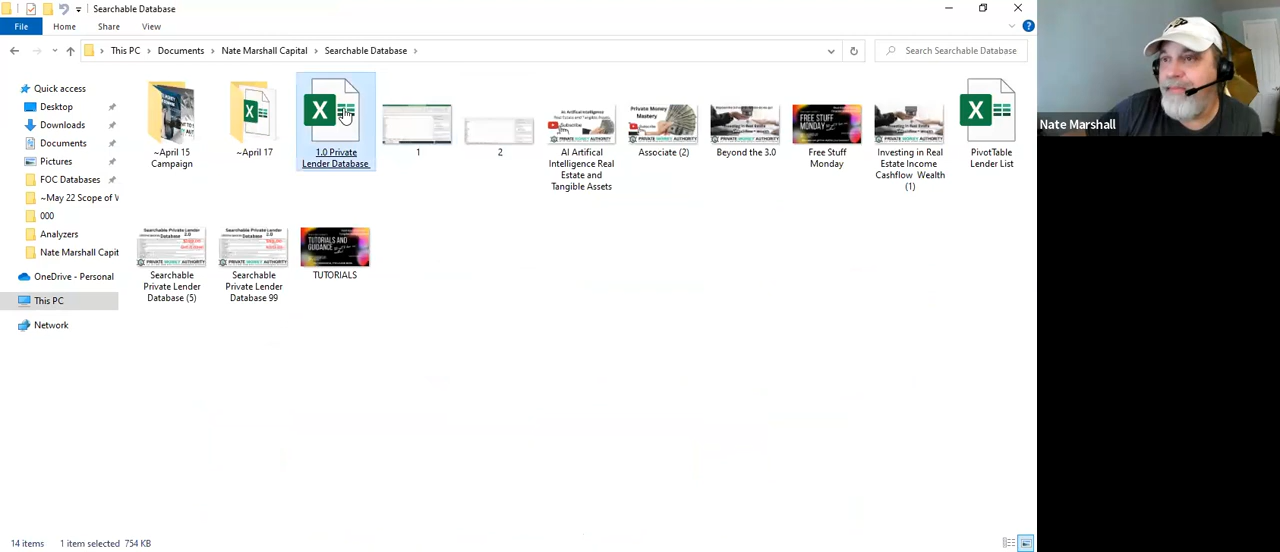 Searchable Database
File
Home
Share
View
This PC
Documents
Nate Marshall Capital
Searchable Database
Search Searchable Database
Nate Marshall
Quick access
Desktop
Downloads
Documents
Pictures
FOC Databases
~May 22 Scope of W
000
Analyzers
Nate Marshall Capit
OneDrive - Personal
This PC
Network
~April 15
Campaign
~April 17
1.0 Private
Lender Database
1
2
AI Artifical
Intelligence Real
Estate and
Tangible Assets
Associate (2)
Beyond the 3.0
FREE STUFF
MONDAY
Free Stuff
Monday
Investing in Real
Estate Income
Cashflow Wealth
(1)
PivotTable
Lender List
Searchable
Private Lender
Database (5)
Searchable
Private Lender
Database 99
TUTORIALS AND
GUIDANCE
TUTORIALS
14 items
1 item selected 754 KB